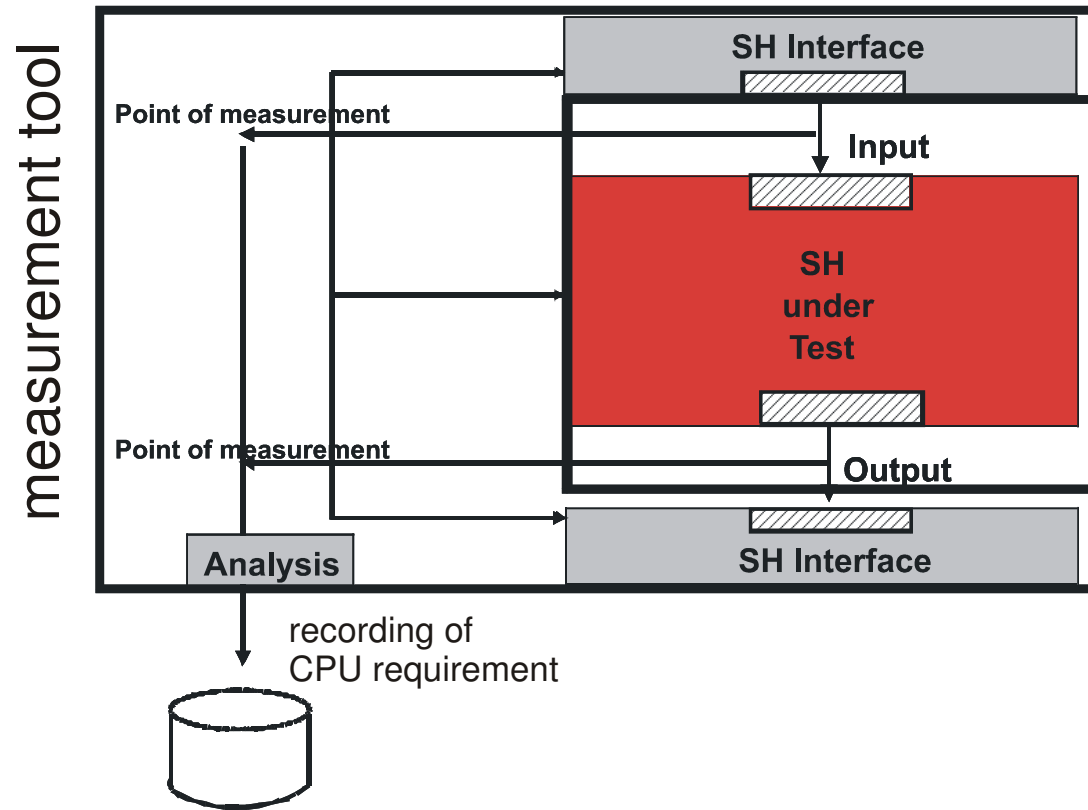 measurement tool
SH Interface
Point of measurement
Input
SH
under
Test
Point of measurement
Output
SH Interface
Analysis
recording of
CPU requirement